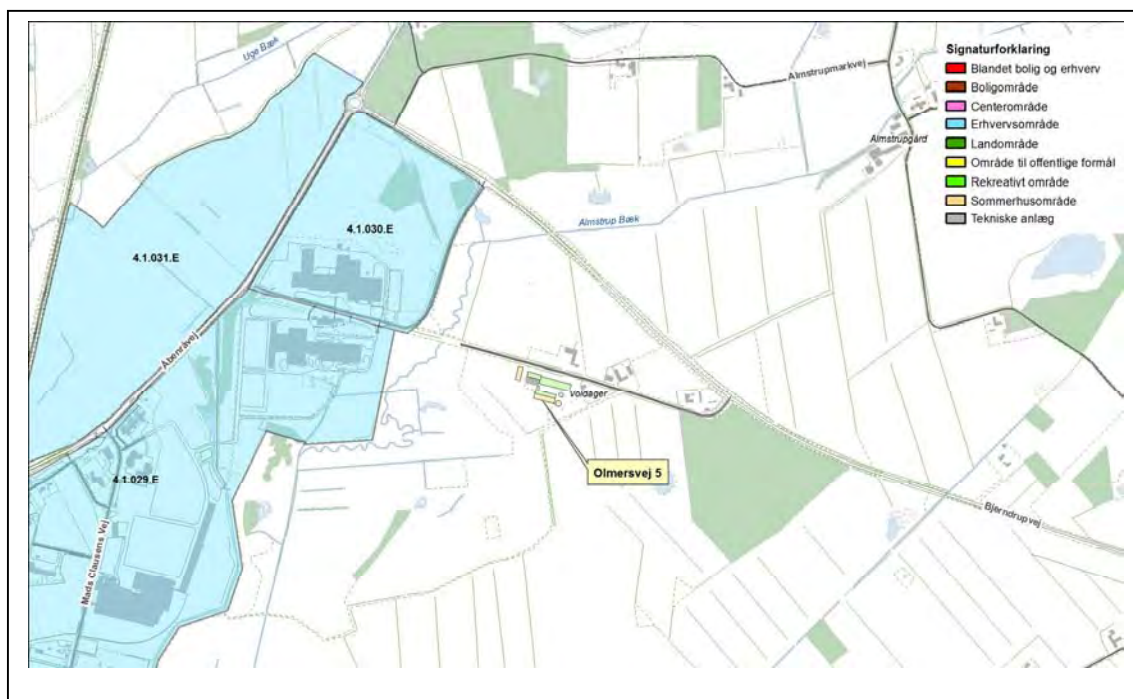 Signaturforklaring
Blandet bolig og erhverv
Boligområde
Centerområde
Erhvervsområde
Landområde
Område til offentlige formål
Rekreativt område
Sommerhusområde
Tekniske anlæg
Uge Bæk
Almstrupmarkvej
Almstrupgård
Almstrup Bæk
4.1.030.E
4.1.031.E
Åbenråvej
voldager
Olmersvej 5
4.1.029.E
Mads Clausens Vej
Bjerndrupvej